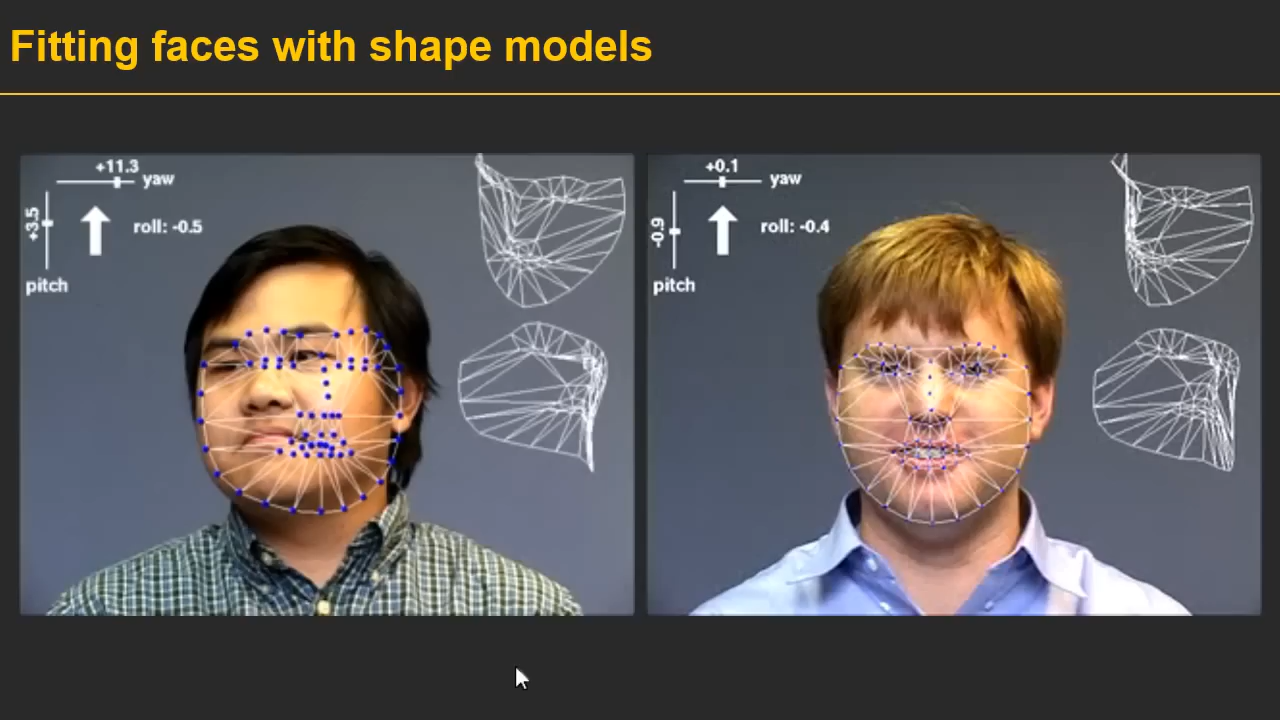 Fitting faces with shape models
+11.3
yaw
+3.5
roll: -0.5
pitch
+0.1
yaw
-0.9
roll: -0.4
pitch